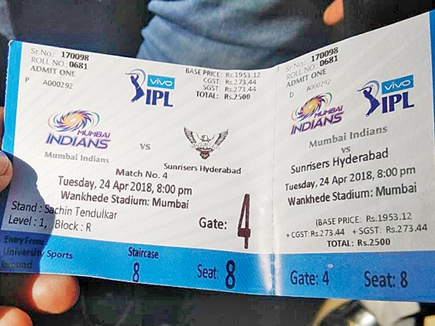 Sr.No.: 170098
ROLL NO. 0681
ADMIT ONE
P A000292
vivo
IPL
BASE PRICE: Rs.1953.12
CGST: Rs.273.44
SGST: Rs.273.44
TOTAL: Rs.2500
MUMBAI
INDIANS
Mumbai Indians
vs
Sunrisers Hyderabad
Match No. 4
Tuesday, 24 Apr 2018, 8:00 pm
Wankhede Stadium: Mumbai
Stand : Sachin Tendulkar
Level : 1, Block : R
Gate: 4
Entry From
University Sports
Ground
Staircase
8
Seat: 8
Sr.No.: 170098
ROLL NO. 0681
ADMIT ONE
D A000292
vivo
IPL
MUMBAI
INDIANS
Mumbai Indians
vs
Sunrisers Hyderabad
Tuesday, 24 Apr 2018, 8:00 pm
Wankhede Stadium: Mumbai
BASE PRICE: Rs.1953.12
+ CGST: Rs.273.44
+ SGST: Rs.273.44
TOTAL: Rs.2500
Gate: 4
Seat: 8